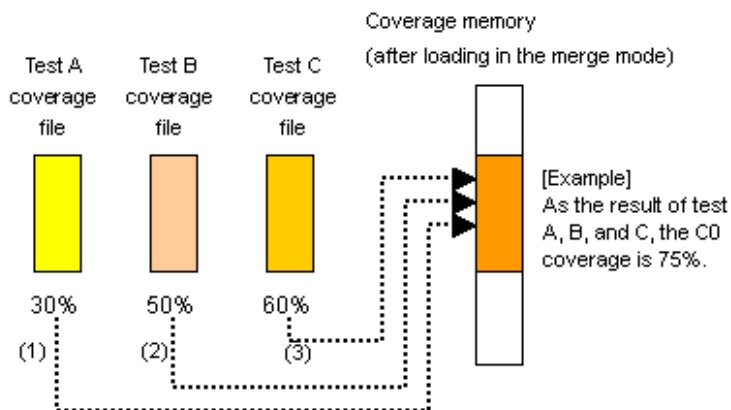 Coverage memory
(after loading in the merge mode)
Test A
coverage
file
Test B
coverage
file
Test C
coverage
file
[Example]
As the result of test
A, B, and C, the C0
coverage is 75%.
30%
50%
60%
(1)
(2)
(3)